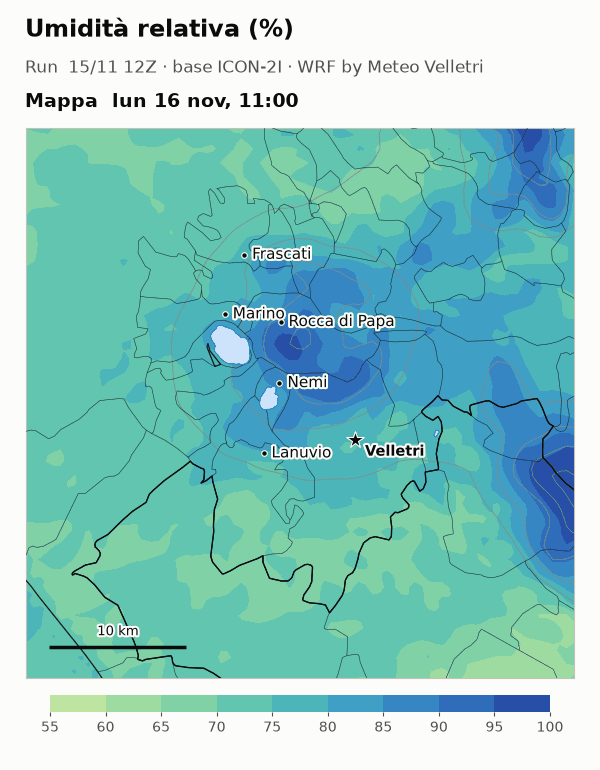 Umidità relativa (%)
Run  15/11 12Z · base ICON-2I · WRF by Meteo Velletri
Mappa  lun 16 nov, 11:00
Frascati
Marino
Rocca di Papa
Nemi
Velletri
Lanuvio
10 km
55 60 65 70 75 80 85 90 95 100